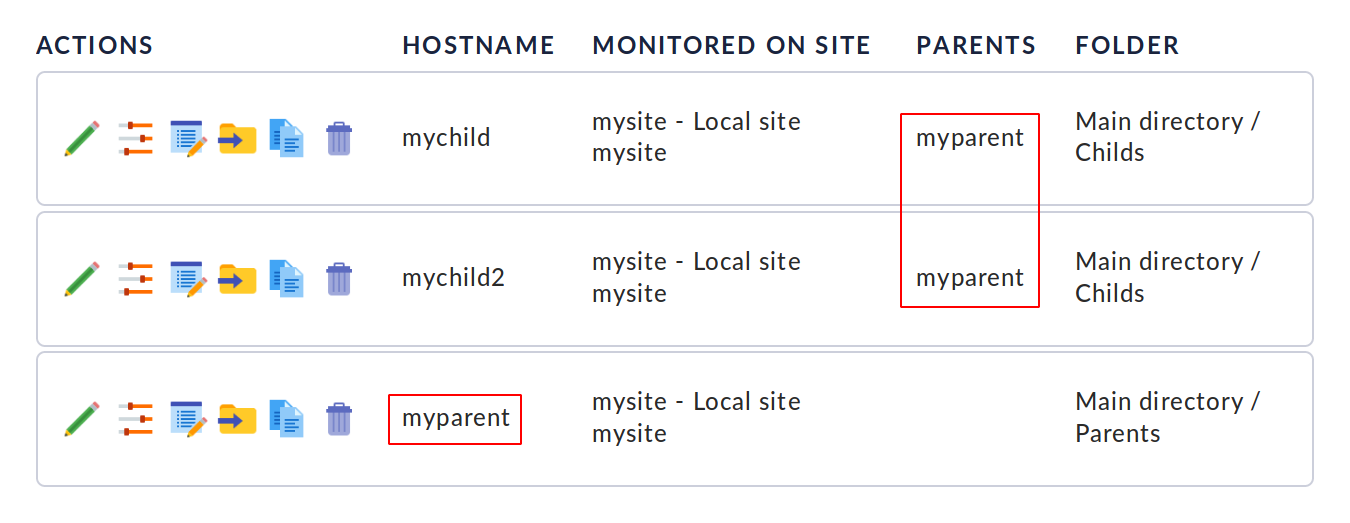 ACTIONS HOSTNAME MONITORED ON SITE PARENTS FOLDER
mychild mysite - Local site mysite myparent Main directory / Childs
mychild2 mysite - Local site mysite myparent Main directory / Childs
myparent mysite - Local site mysite Main directory / Parents